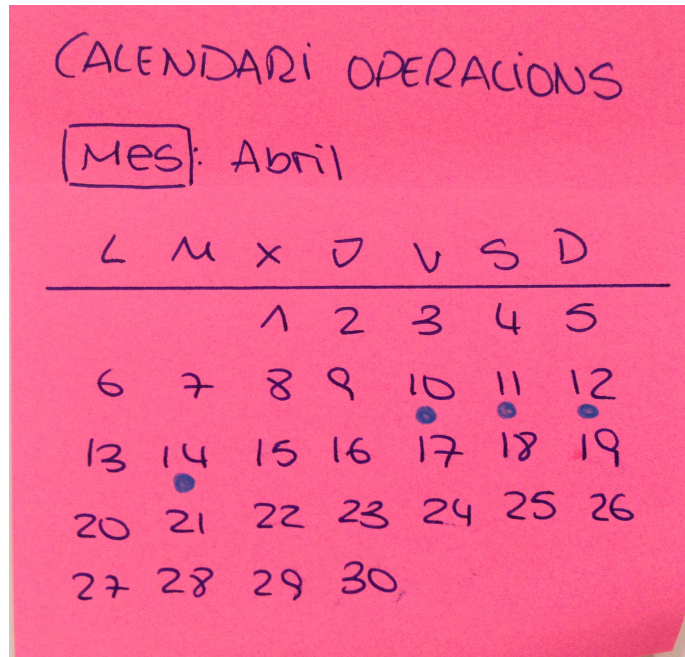 CALENDARi OPERACiONS
Mes: Abril
L M X J V S D
1 2 3 4 5
6 7 8 9 10 11 12
13 14 15 16 17 18 19
20 21 22 23 24 25 26
27 28 29 30